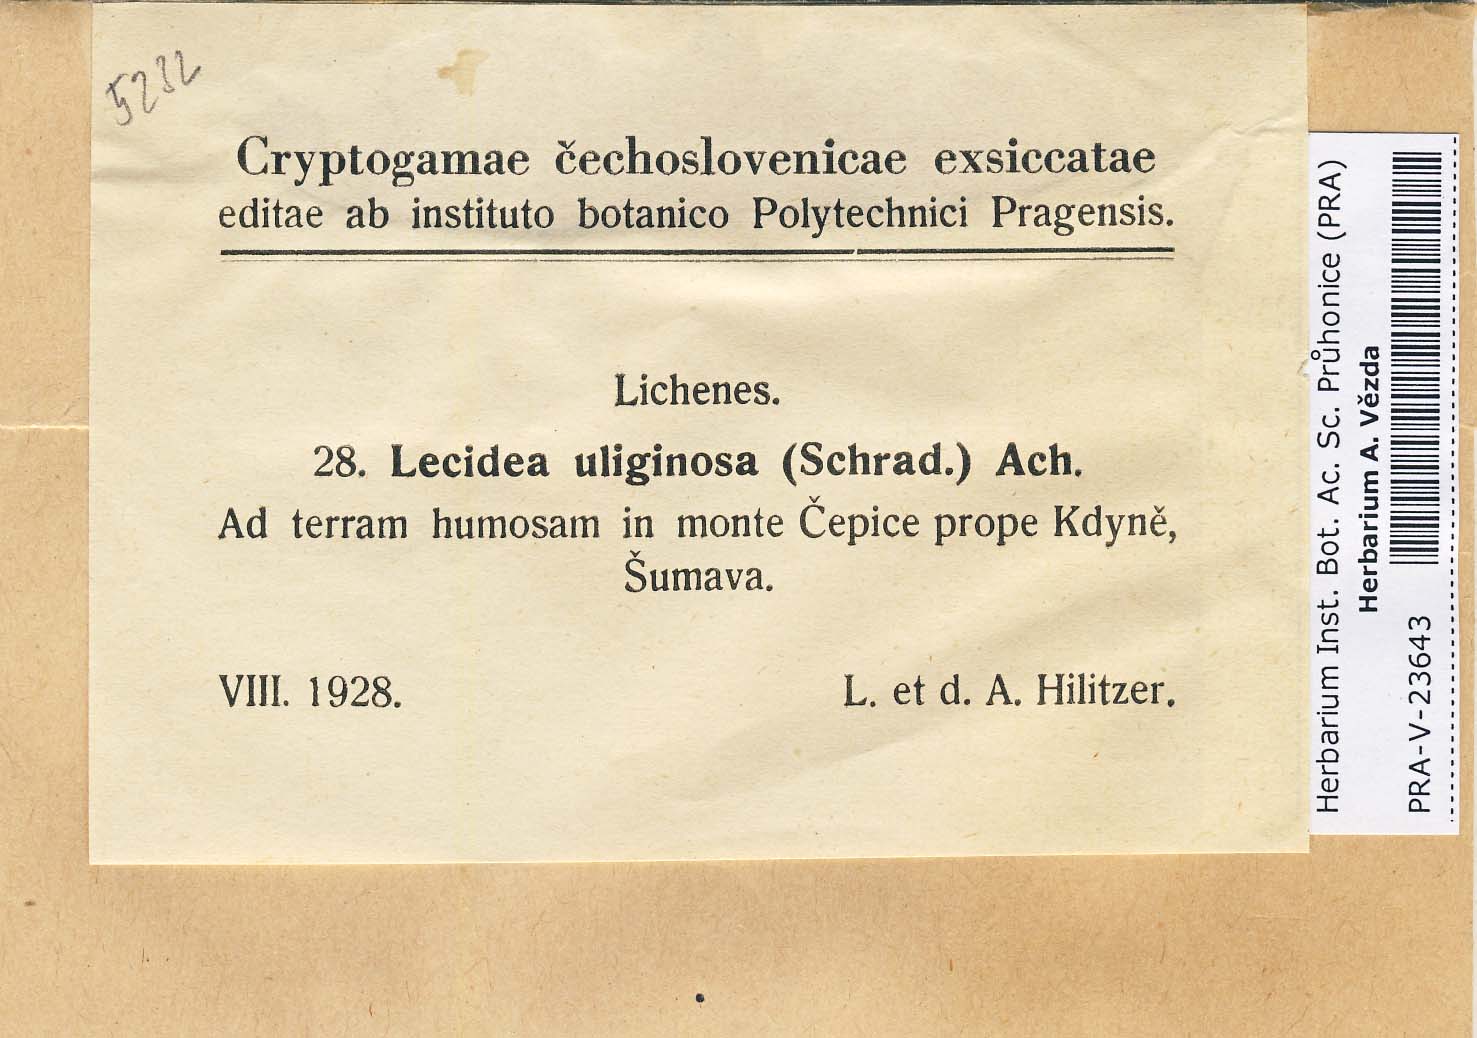 5232
Cryptogamae čechoslovenicae exsiccatae
editae ab instituto botanico Polytechnici Pragensis.
Lichenes.
28. Lecidea uliginosa (Schrad.) Ach.
Ad terram humosam in monte Čepice prope Kdyně,
Šumava.
VIII. 1928. L. et d. A. Hilitzer.
Herbarium Inst. Bot. Ac. Sc. Průhonice (PRA)
Herbarium A. Vězda
PRA-V-23643